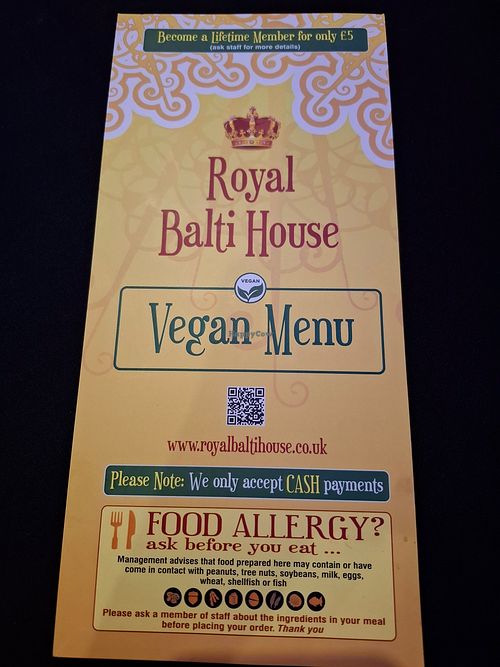 Become a Lifetime Member for only £5
(ask staff for more details)
Royal
Balti House
VEGAN
Vegan Menu
HappyCow
www.royalbaltihouse.co.uk
Please Note: We only accept CASH payments
FOOD ALLERGY?
ask before you eat ...
Management advises that food prepared here may contain or have
come in contact with peanuts, tree nuts, soybeans, milk, eggs,
wheat, shellfish or fish
Please ask a member of staff about the ingredients in your meal
before placing your order. Thank you